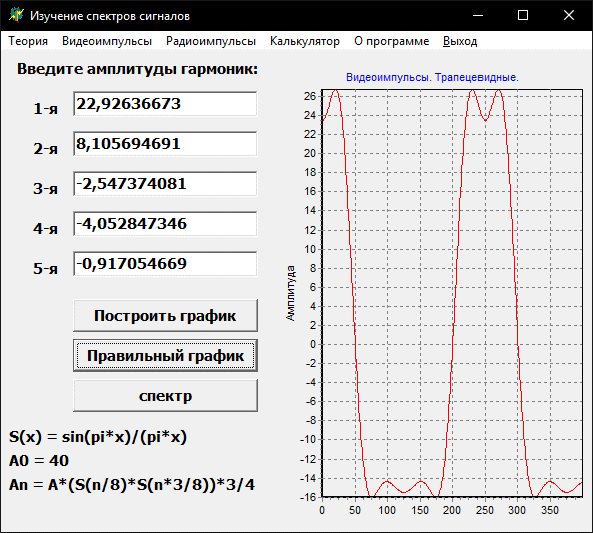 Изучение спектров сигналов
Теория Видеоимпульсы Радиоимпульсы Калькулятор О программе Выход
Введите амплитуды гармоник:
1-я 22,92636673
2-я 8,105694691
3-я -2,547374081
4-я -4,052847346
5-я -0,917054669
Построить график
Правильный график
спектр
S(x) = sin(pi*x)/(pi*x)
A0 = 40
An = A*(S(n/8)*S(n*3/8))*3/4
Видеоимпульсы. Трапецевидные.
Амплитуда
26
24
22
20
18
16
14
12
10
8
6
4
2
0
-2
-4
-6
-8
-10
-12
-14
-16
0 50 100 150 200 250 300 350